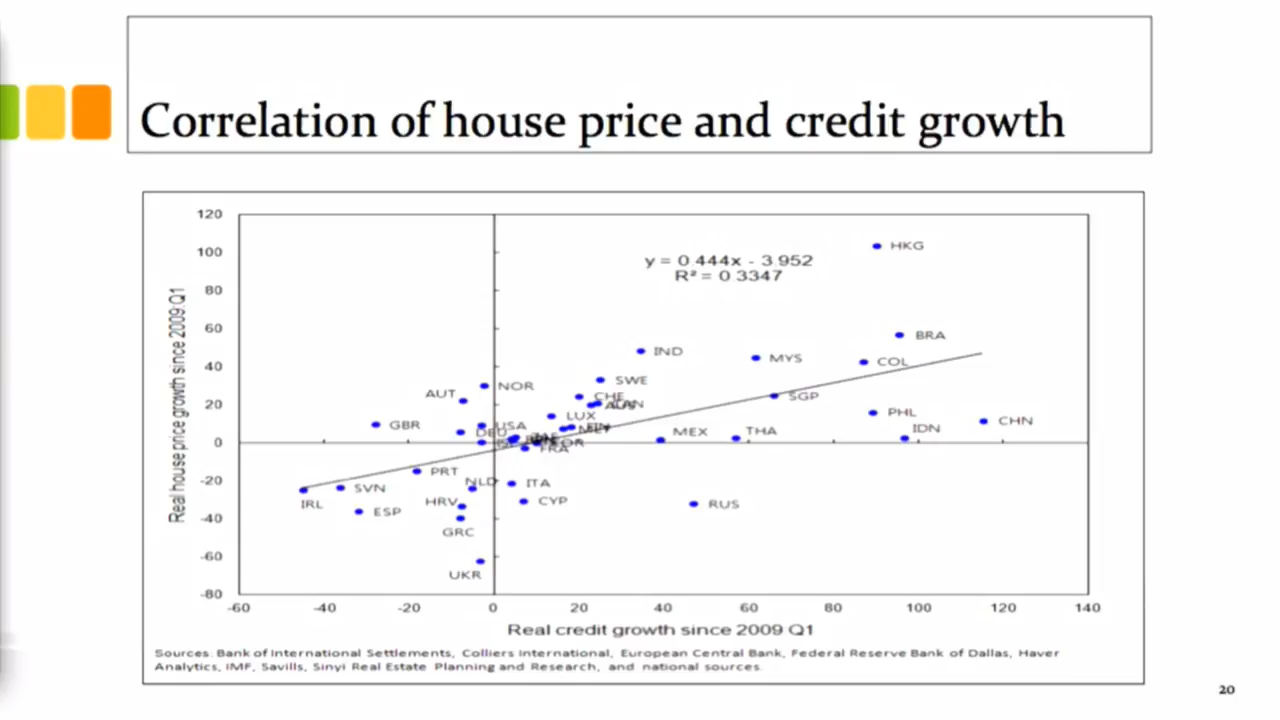 Correlation of house price and credit growth
120
100
80
60
40
20
0
-20
-40
-60
-80
-60
-40
-20
0
20
40
60
80
100
120
140
Real house price growth since 2009:Q1
y = 0.444x - 3.952
R² = 0.3347
HKG
BRA
IND
MYS
COL
NOR
SWE
AUT
CHE
SGP
LUX
PHL
GBR
USA
DEU
MEX
THA
IDN
CHN
FRA
PRT
NLD
ITA
SVN
IRL
ESP
HRV
CYP
RUS
GRC
UKR
Real credit growth since 2009 Q1
Sources: Bank of International Settlements, Colliers International, European Central Bank, Federal Reserve Bank of Dallas, Haver
Analytics, IMF, Savills, Sinyi Real Estate Planning and Research, and national sources.
20